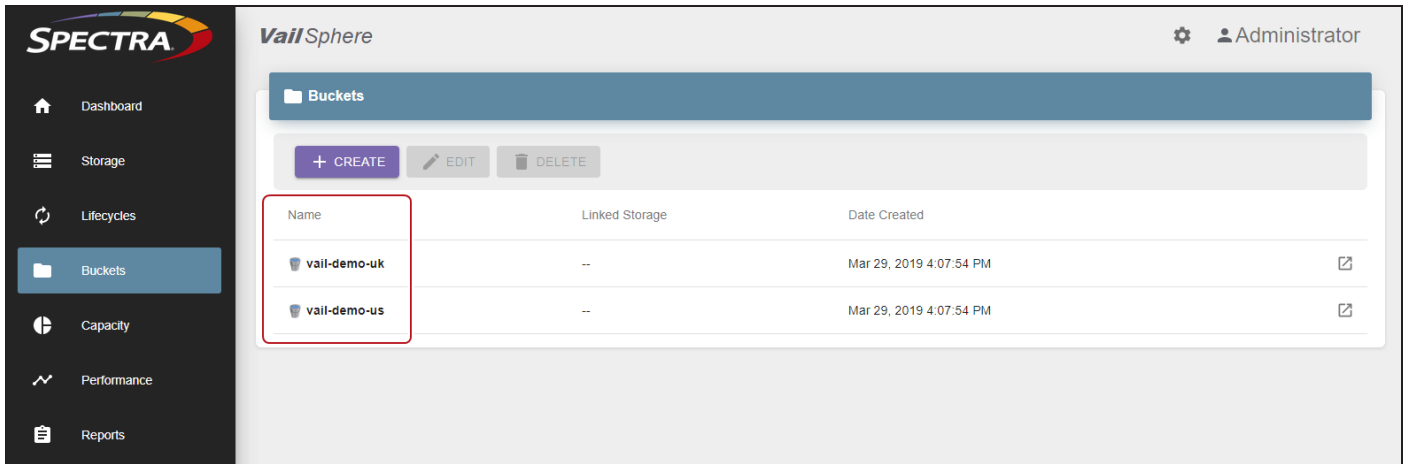 SPECTRA
Vail Sphere
Administrator
Dashboard
Storage
Lifecycles
Buckets
Capacity
Performance
Reports
Buckets
+ CREATE
EDIT
DELETE
Name Linked Storage Date Created
vail-demo-uk -- Mar 29, 2019 4:07:54 PM
vail-demo-us -- Mar 29, 2019 4:07:54 PM